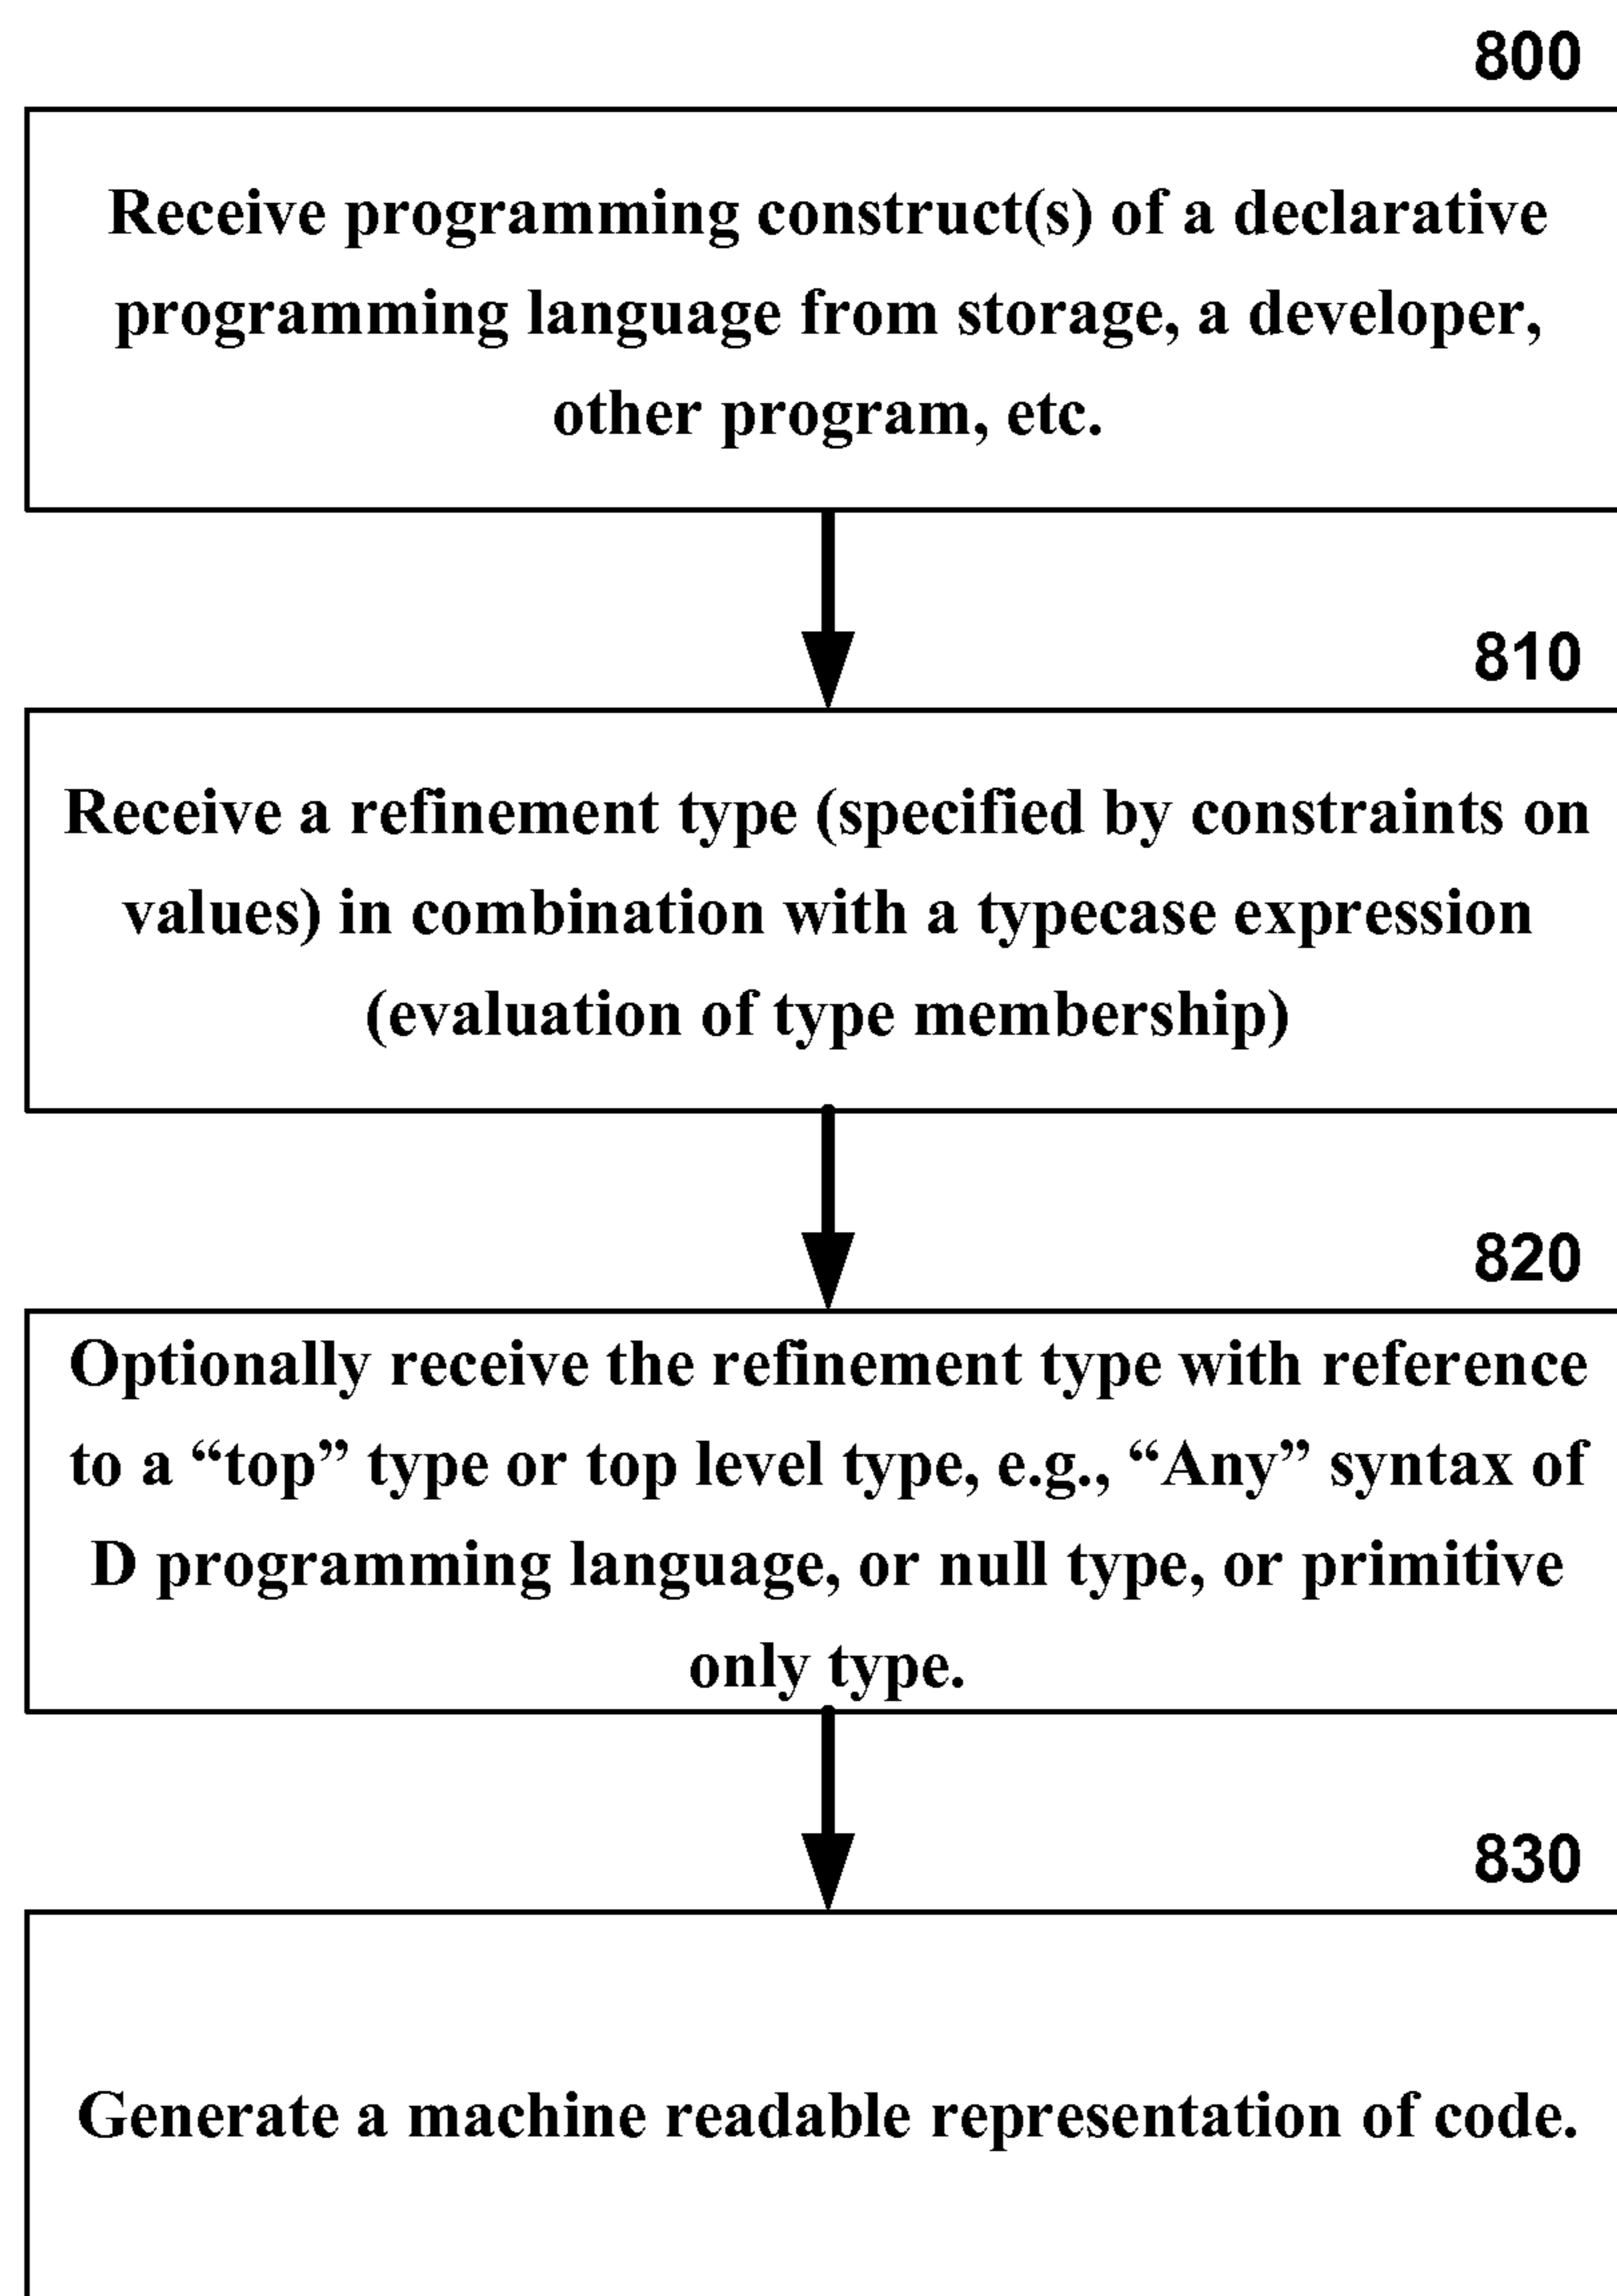 800
Receive programming construct(s) of a declarative
programming language from storage, a developer,
other program, etc.
810
Receive a refinement type (specified by constraints on
values) in combination with a typecase expression
(evaluation of type membership)
820
Optionally receive the refinement type with reference
to a “top” type or top level type, e.g., “Any” syntax of
D programming language, or null type, or primitive
only type.
830
Generate a machine readable representation of code.